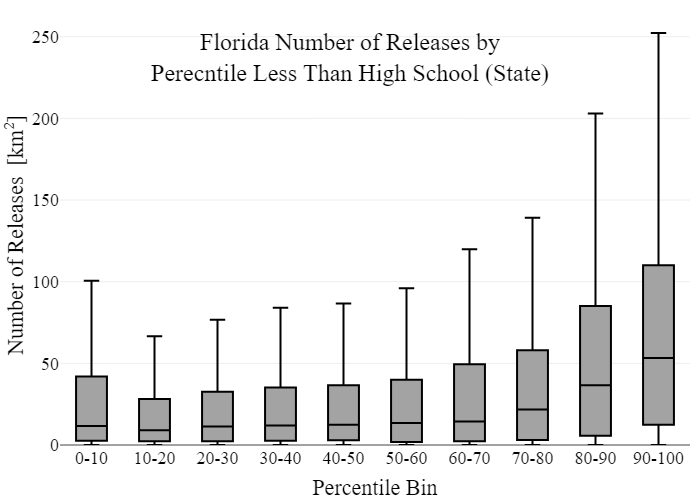 Florida Number of Releases by
Perecntile Less Than High School (State)
Number of Releases [km²]
250
200
150
100
50
0
0-10 10-20 20-30 30-40 40-50 50-60 60-70 70-80 80-90 90-100
Percentile Bin